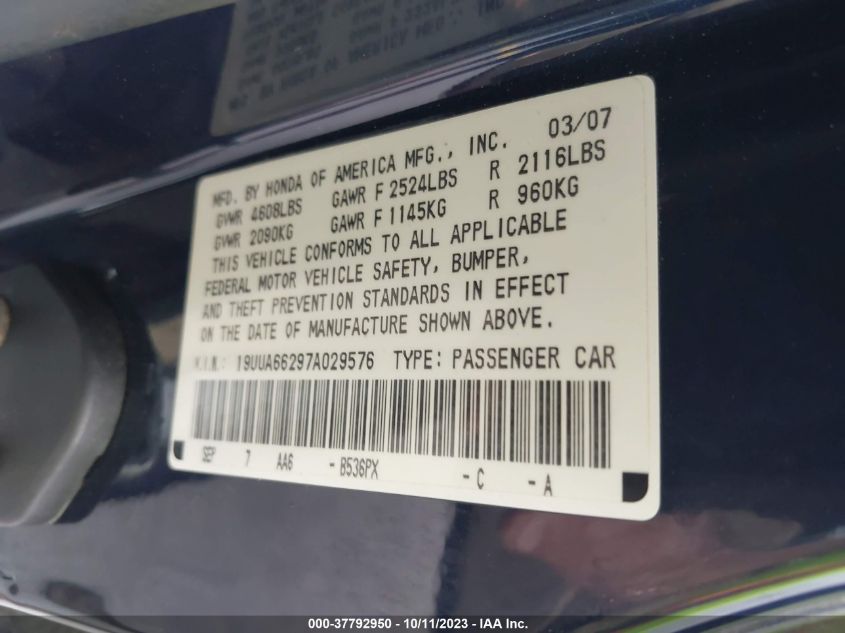 MFD. BY HONDA OF AMERICA MFG., INC. 03/07
GVWR 4608LBS GAWR F 2524LBS R 2116LBS
GVWR 2090KG GAWR F 1145KG R 960KG
THIS VEHICLE CONFORMS TO ALL APPLICABLE
FEDERAL MOTOR VEHICLE SAFETY, BUMPER,
AND THEFT PREVENTION STANDARDS IN EFFECT
ON THE DATE OF MANUFACTURE SHOWN ABOVE.
V.I.N.: 19UUA66297A029576 TYPE: PASSENGER CAR
SEP 7 AA6 - B536PX - C - A
000-37792950 - 10/11/2023 - IAA Inc.